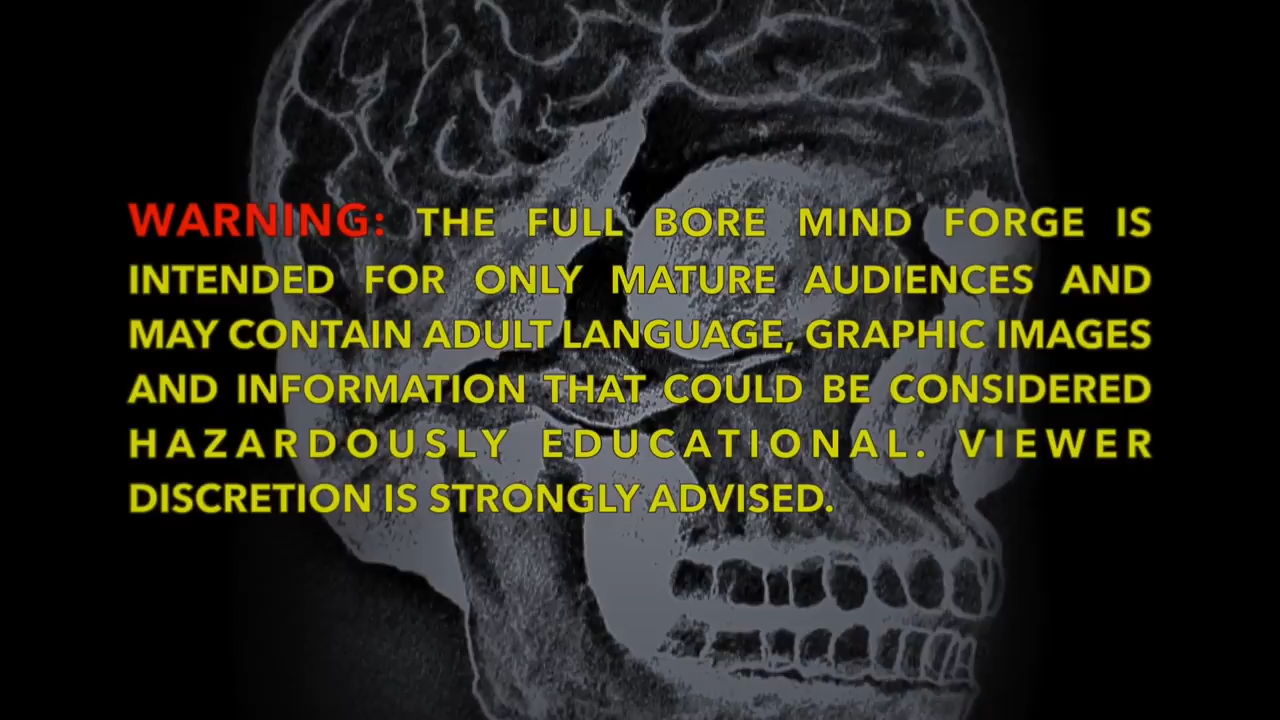 WARNING: THE FULL BORE MIND FORGE IS
INTENDED FOR ONLY MATURE AUDIENCES AND
MAY CONTAIN ADULT LANGUAGE, GRAPHIC IMAGES
AND INFORMATION THAT COULD BE CONSIDERED
HAZARDOUSLY EDUCATIONAL. VIEWER
DISCRETION IS STRONGLY ADVISED.